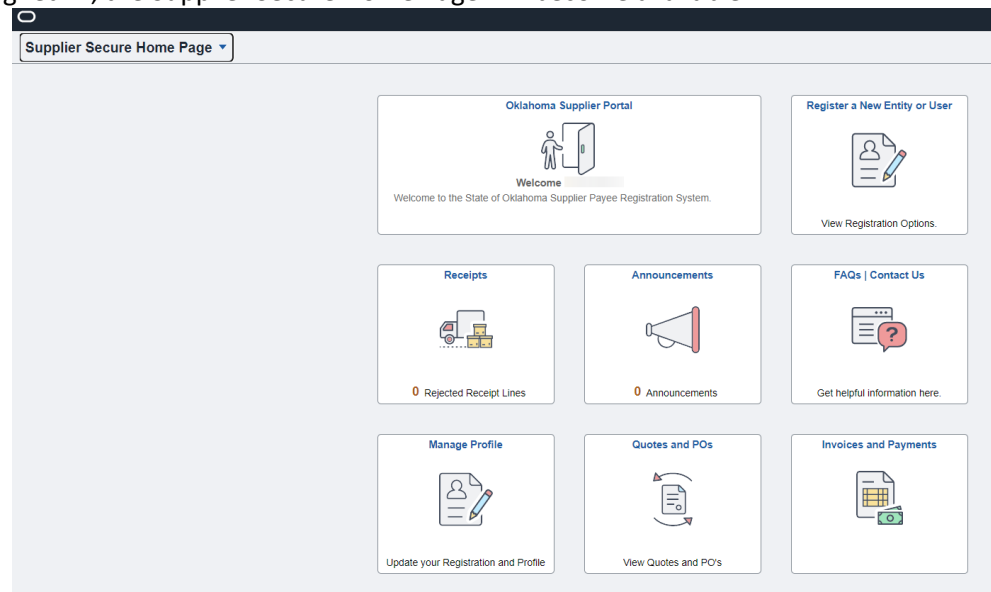 Supplier Secure Home Page
Oklahoma Supplier Portal
Welcome
Welcome to the State of Oklahoma Supplier Payee Registration System.
Register a New Entity or User
View Registration Options.
Receipts
0 Rejected Receipt Lines
Announcements
0 Announcements
FAQs | Contact Us
?
Get helpful information here.
Manage Profile
Update your Registration and Profile
Quotes and POs
View Quotes and PO's
Invoices and Payments